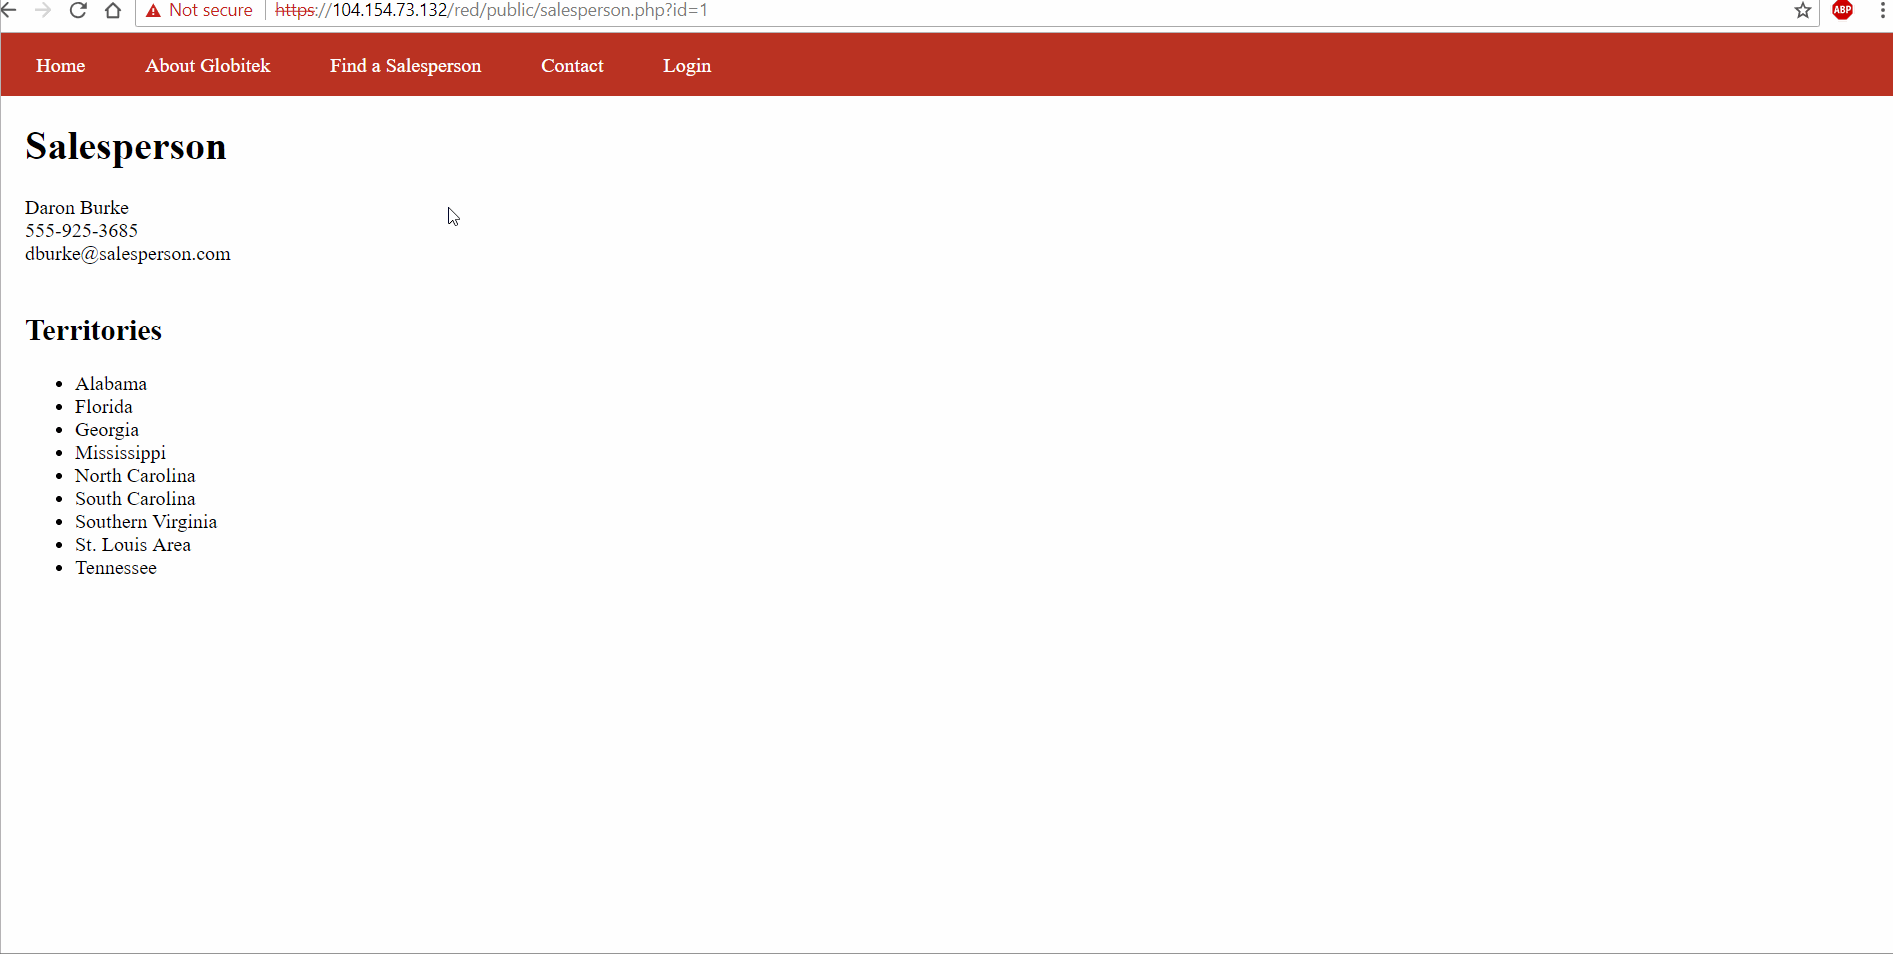 Not secure https://104.154.73.132/red/public/salesperson.php?id=1 ABP
Home About Globitek Find a Salesperson Contact Login
Salesperson
Daron Burke
555-925-3685
dburke@salesperson.com
Territories
• Alabama
• Florida
• Georgia
• Mississippi
• North Carolina
• South Carolina
• Southern Virginia
• St. Louis Area
• Tennessee